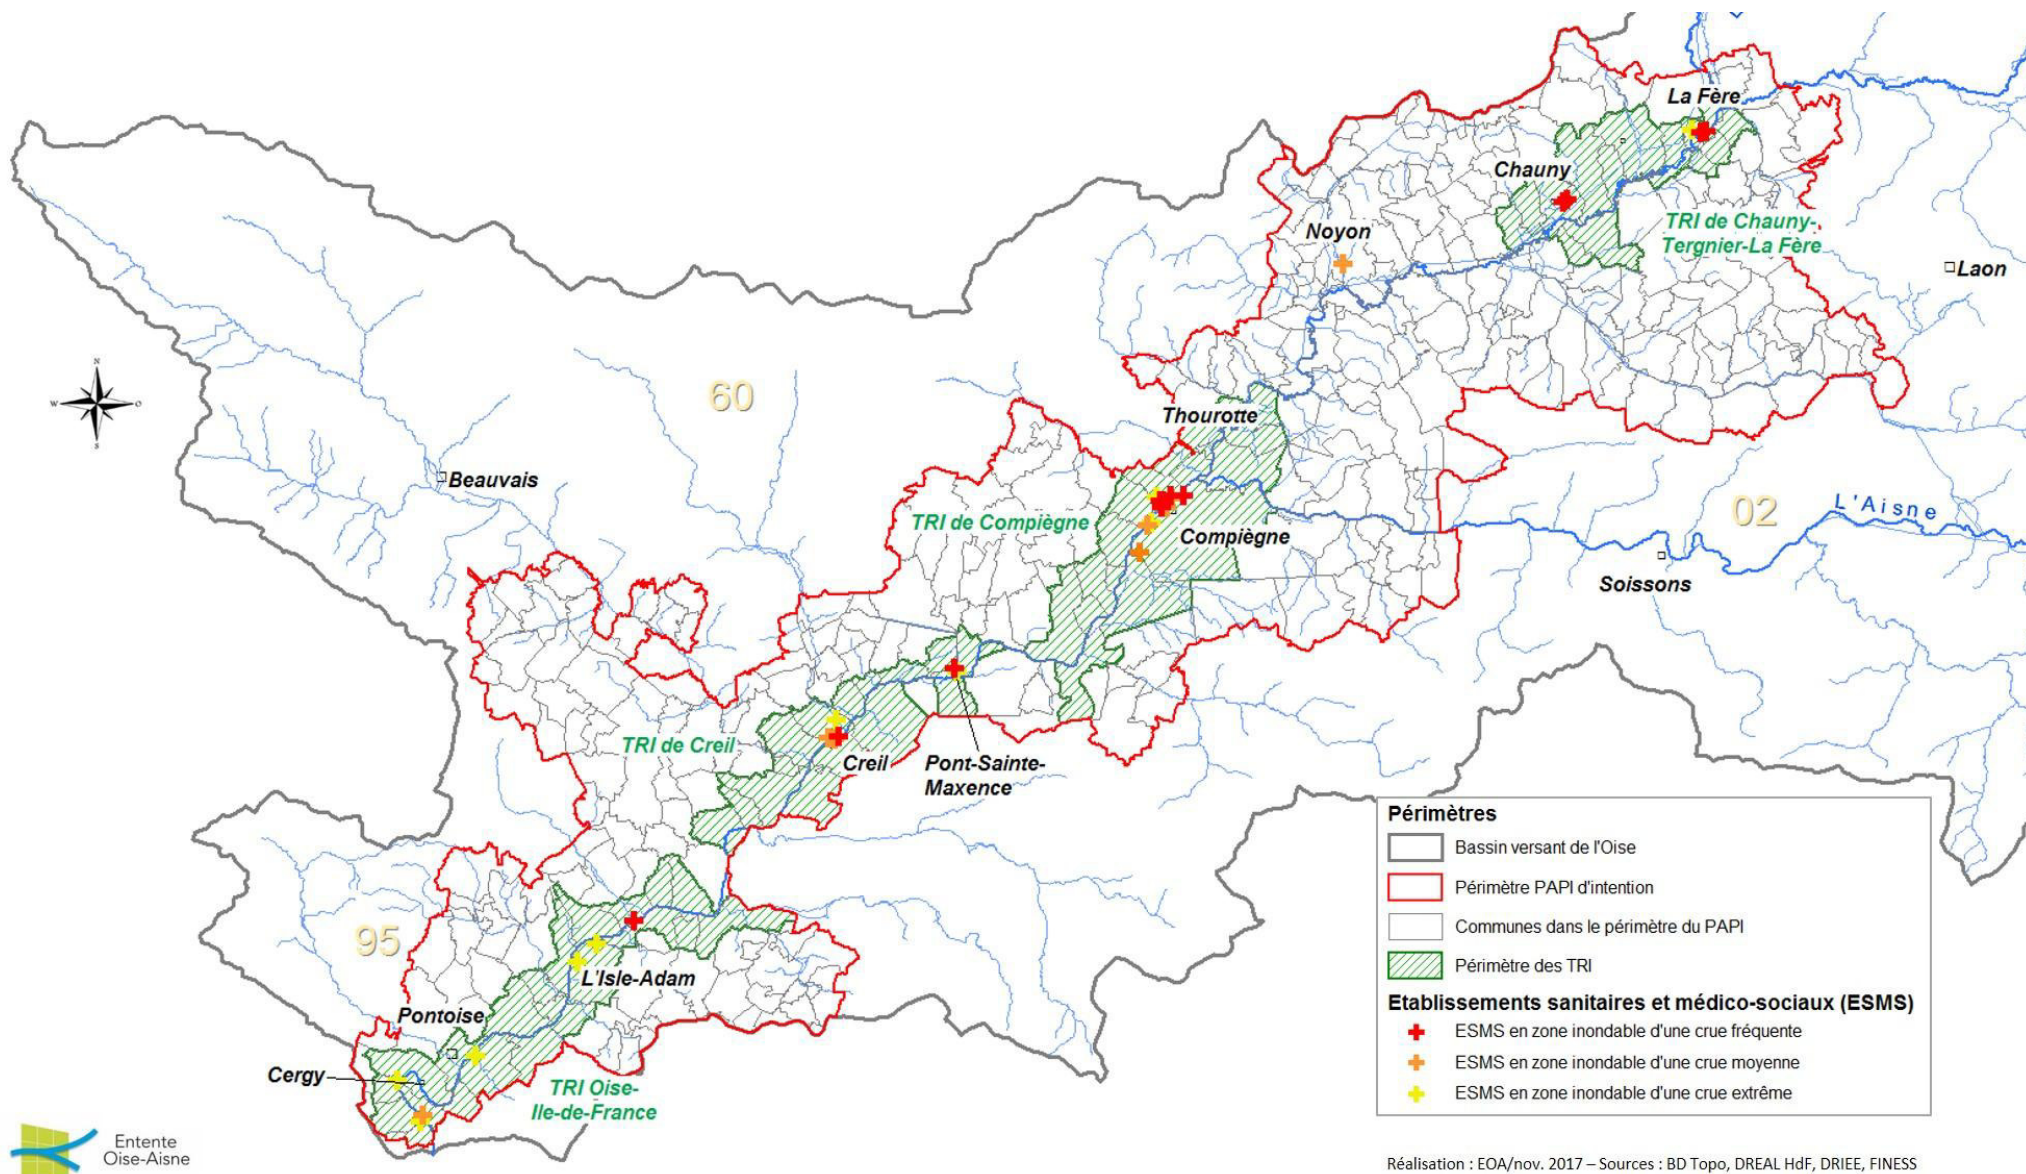 La Fère
Chauny
TRI de Chauny-
Tergnier-La Fère
Noyon
Laon
N
W
O
S
60
Thourotte
Beauvais
TRI de Compiègne
Compiègne
02
L'Aisne
Soissons
TRI de Creil
Creil
Pont-Sainte-
Maxence
95
L'Isle-Adam
Pontoise
Cergy
TRI Oise-
Ile-de-France
Périmètres
Bassin versant de l'Oise
Périmètre PAPI d'intention
Communes dans le périmètre du PAPI
Périmètre des TRI
Etablissements sanitaires et médico-sociaux (ESMS)
ESMS en zone inondable d'une crue fréquente
ESMS en zone inondable d'une crue moyenne
ESMS en zone inondable d'une crue extrême
Entente
Oise-Aisne
Réalisation : EOA/nov. 2017 – Sources : BD Topo, DREAL HdF, DRIEE, FINESS